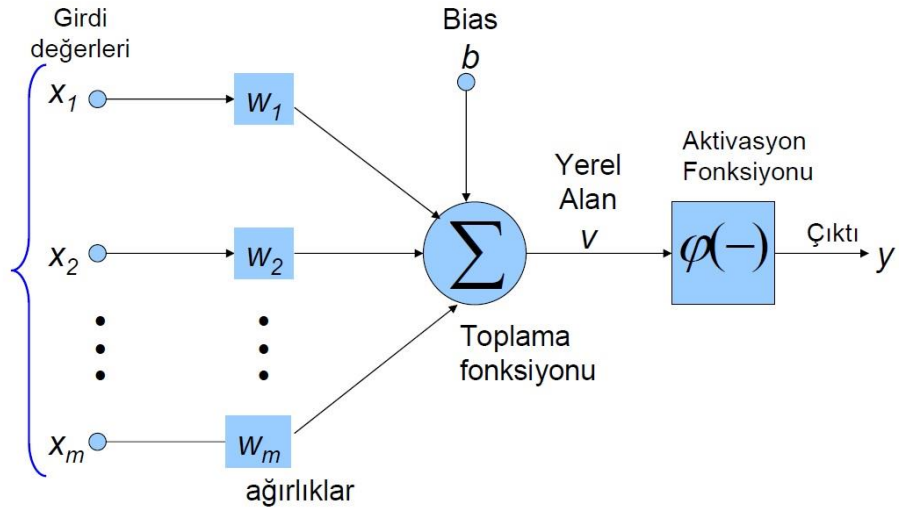 Girdi
değerleri
x₁
w₁
Bias
b
x₂
w₂
∑
Yerel
Alan
v
Aktivasyon
Fonksiyonu
φ(−)
Çıktı
y
Toplama
fonksiyonu
xₘ
wₘ
ağırlıklar